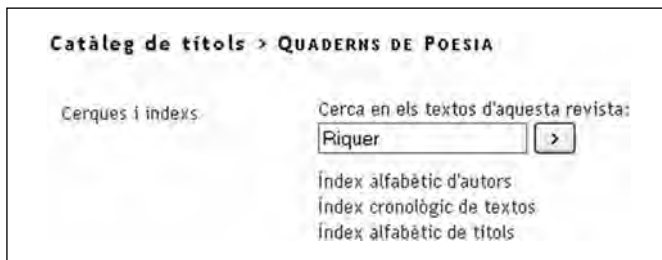 Catàleg de títols > QUADERNS DE POESIA
Cerques i indexs
Cerca en els textos d'aquesta revista:
Riquer >
Índex alfabètic d'autors
Índex cronològic de textos
Índex alfabètic de títols